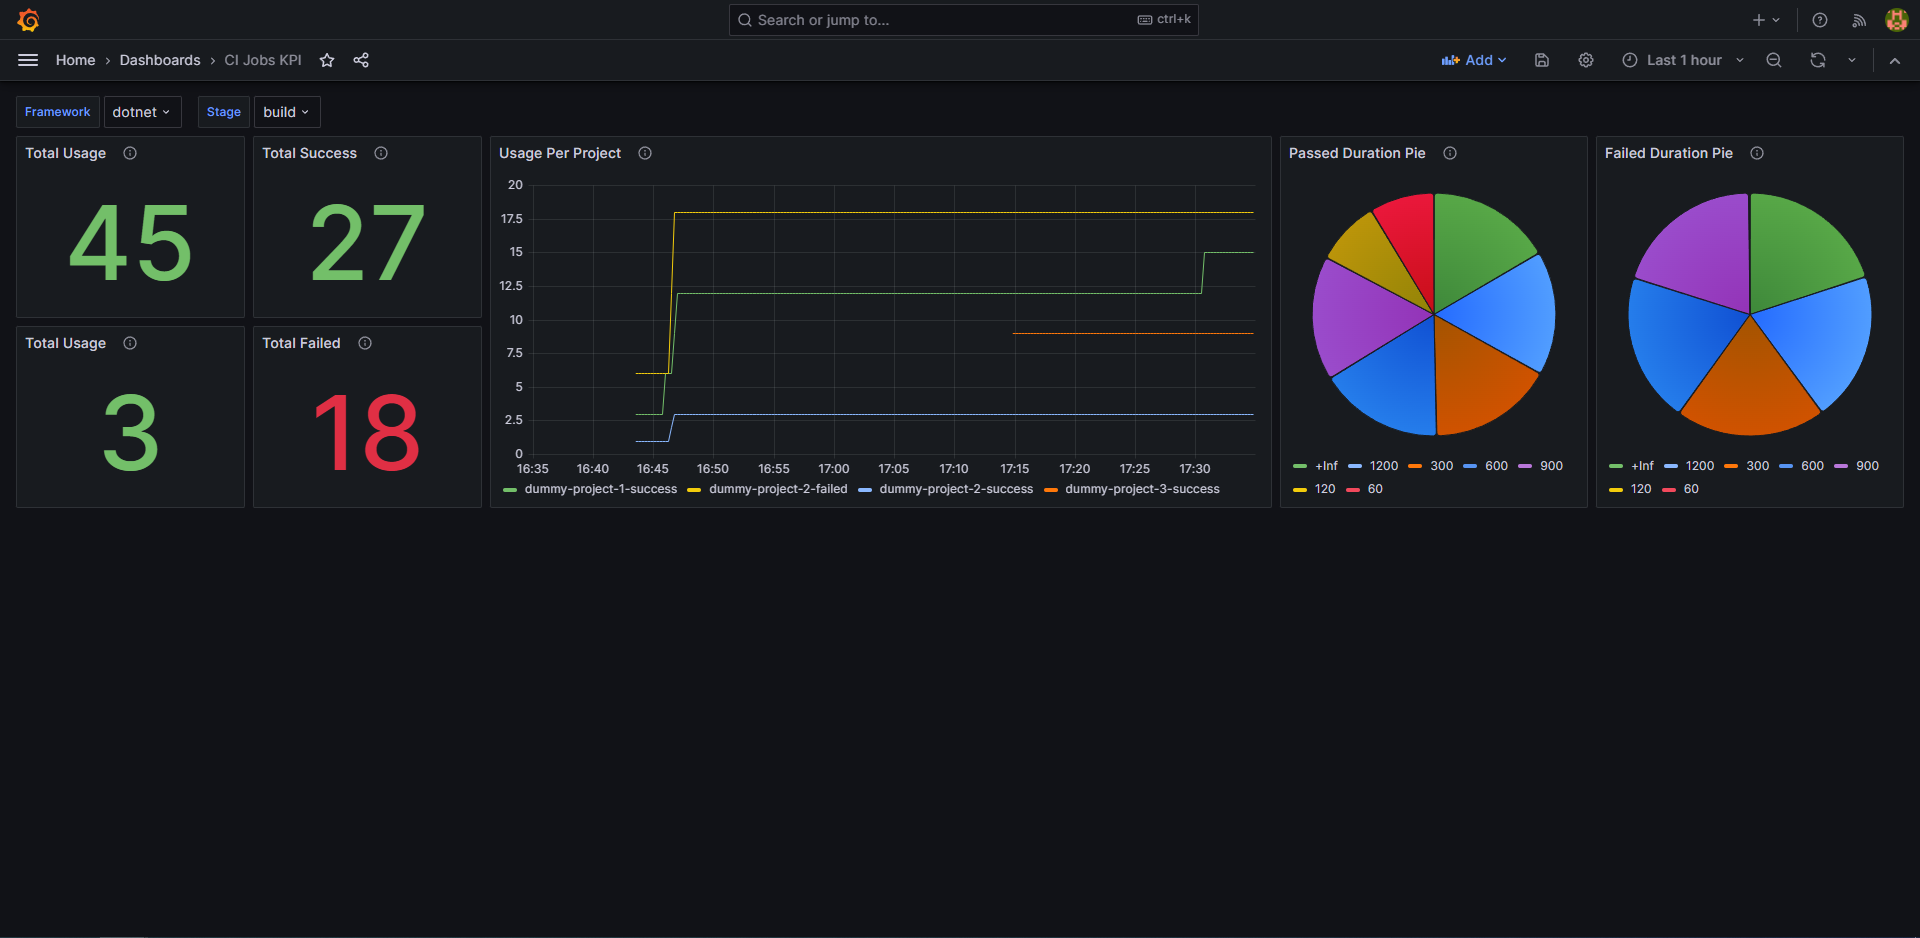 Search or jump to...
ctrl+k
Home › Dashboards › CI Jobs KPI
Add
Last 1 hour
Framework
dotnet
Stage
build
Total Usage
45
Total Success
27
Total Usage
3
Total Failed
18
Usage Per Project
20
17.5
15
12.5
10
7.5
5
2.5
0
16:35 16:40 16:45 16:50 16:55 17:00 17:05 17:10 17:15 17:20 17:25 17:30
dummy-project-1-success dummy-project-2-failed dummy-project-2-success dummy-project-3-success
Passed Duration Pie
+Inf 1200 300 600 900
120 60
Failed Duration Pie
+Inf 1200 300 600 900
120 60